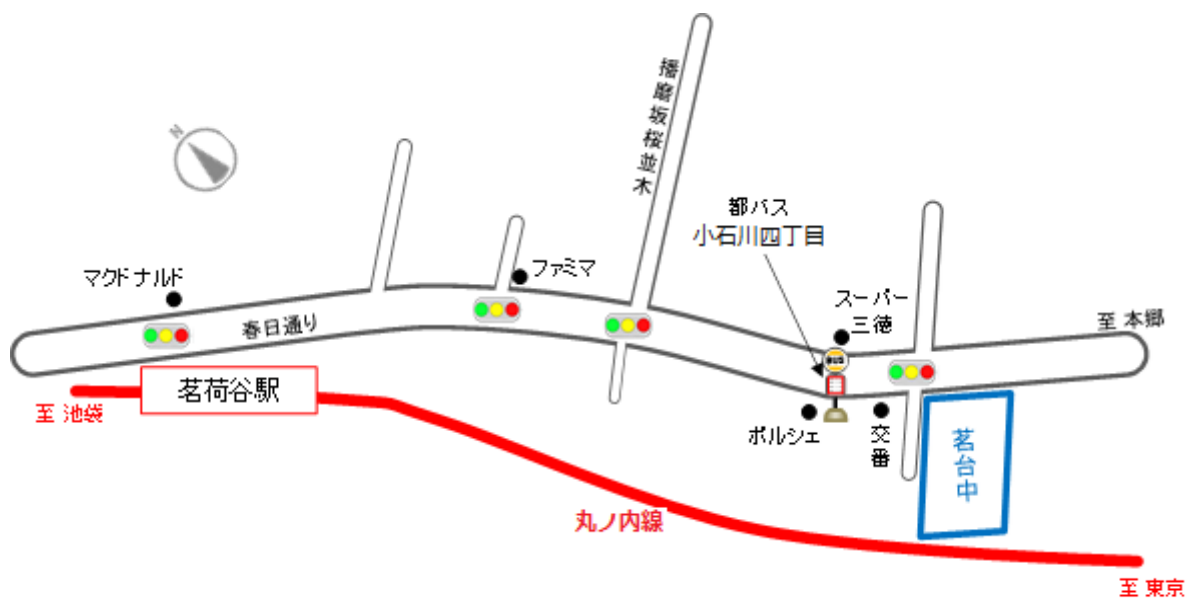 N
播磨坂桜並木
都バス
小石川四丁目
マクドナルド
ファミマ
スーパー
三徳
春日通り
至 本郷
茗荷谷駅
至 池袋
ポルシェ
交番
茗台中
丸ノ内線
至 東京